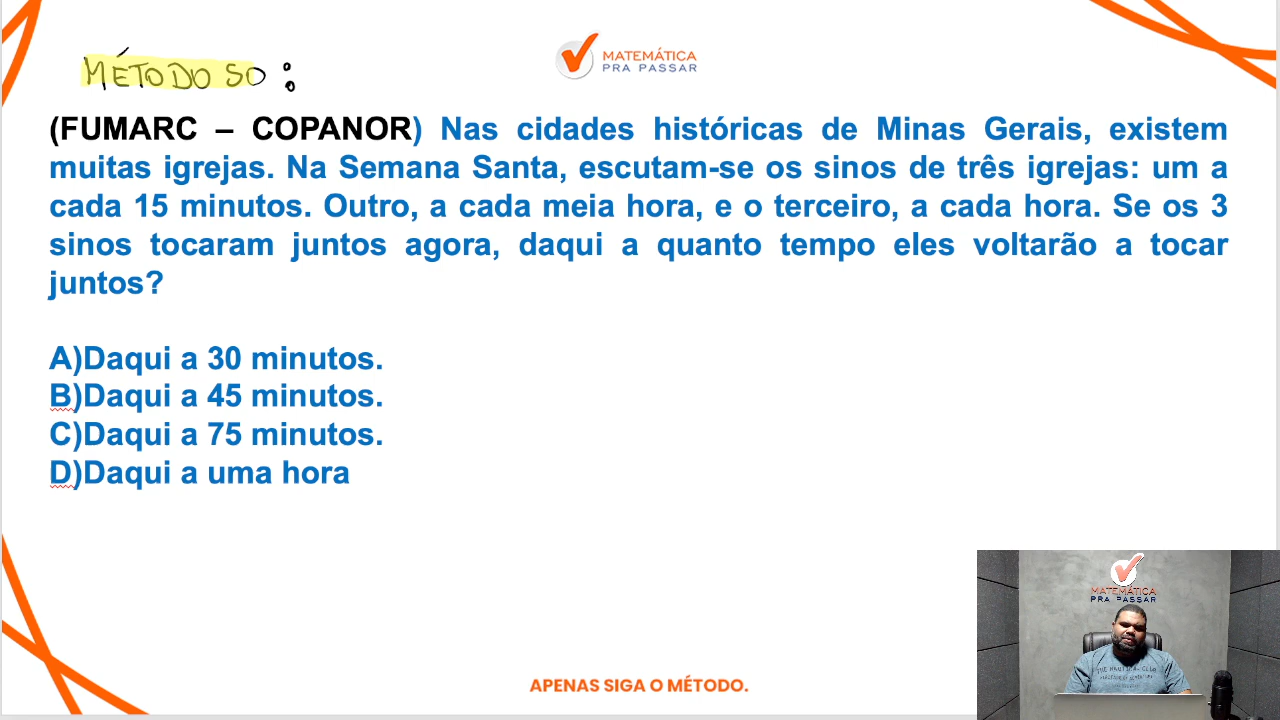 MÉTODO SO :
MATEMÁTICA
PRA PASSAR
(FUMARC – COPANOR) Nas cidades históricas de Minas Gerais, existem
muitas igrejas. Na Semana Santa, escutam-se os sinos de três igrejas: um a
cada 15 minutos. Outro, a cada meia hora, e o terceiro, a cada hora. Se os 3
sinos tocaram juntos agora, daqui a quanto tempo eles voltarão a tocar
juntos?
A)Daqui a 30 minutos.
B)Daqui a 45 minutos.
C)Daqui a 75 minutos.
D)Daqui a uma hora
MATEMÁTICA
PRA PASSAR
APENAS SIGA O MÉTODO.